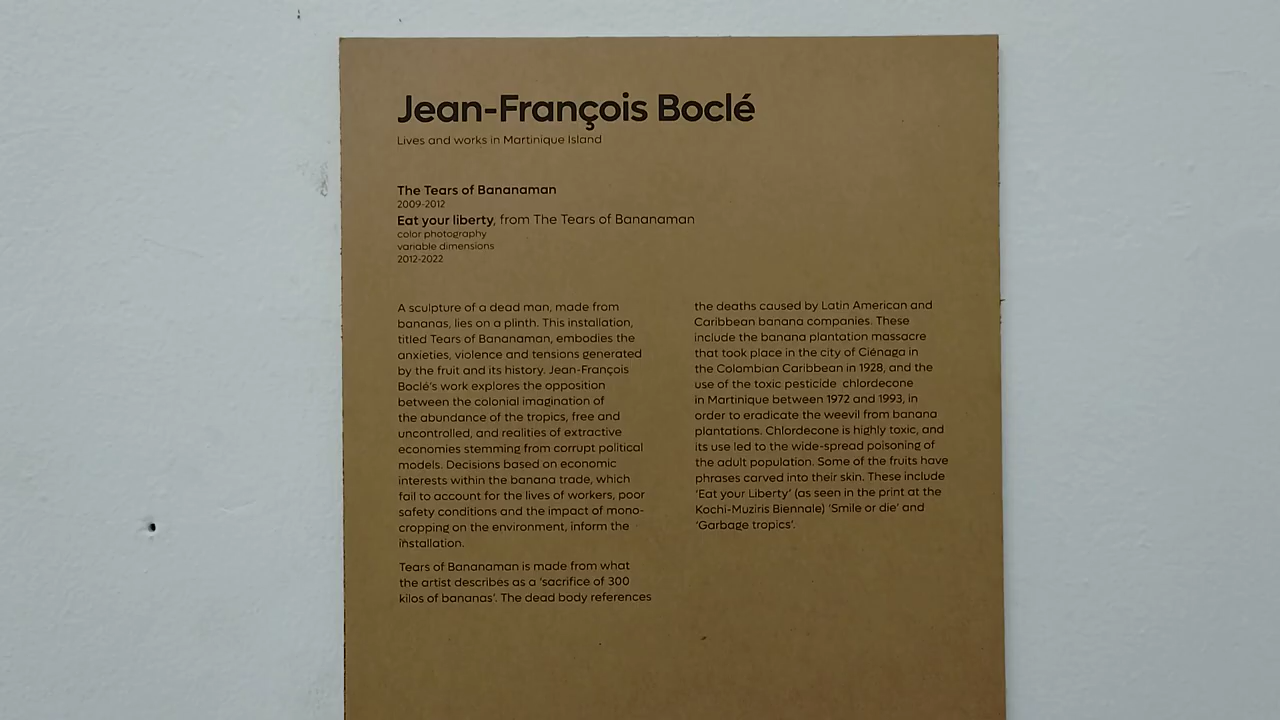 Jean-François Boclé
Lives and works in Martinique Island
The Tears of Bananaman
2009-2012
Eat your liberty, from The Tears of Bananaman
color photography
variable dimensions
2012-2022
A sculpture of a dead man, made from
bananas, lies on a plinth. This installation,
titled Tears of Bananaman, embodies the
anxieties, violence and tensions generated
by the fruit and its history. Jean-François
Boclé's work explores the opposition
between the colonial imagination of
the abundance of the tropics, free and
uncontrolled, and realities of extractive
economies stemming from corrupt political
models. Decisions based on economic
interests within the banana trade, which
fail to account for the lives of workers, poor
safety conditions and the impact of mono-
cropping on the environment, inform the
installation.
Tears of Bananaman is made from what
the artist describes as a 'sacrifice of 300
kilos of bananas'. The dead body references
the deaths caused by Latin American and
Caribbean banana companies. These
include the banana plantation massacre
that took place in the city of Ciénaga in
the Colombian Caribbean in 1928, and the
use of the toxic pesticide chlordecone
in Martinique between 1972 and 1993, in
order to eradicate the weevil from banana
plantations. Chlordecone is highly toxic, and
its use led to the wide-spread poisoning of
the adult population. Some of the fruits have
phrases carved into their skin. These include
'Eat your Liberty' (as seen in the print at the
Kochi-Muziris Biennale) 'Smile or die' and
'Garbage tropics'.